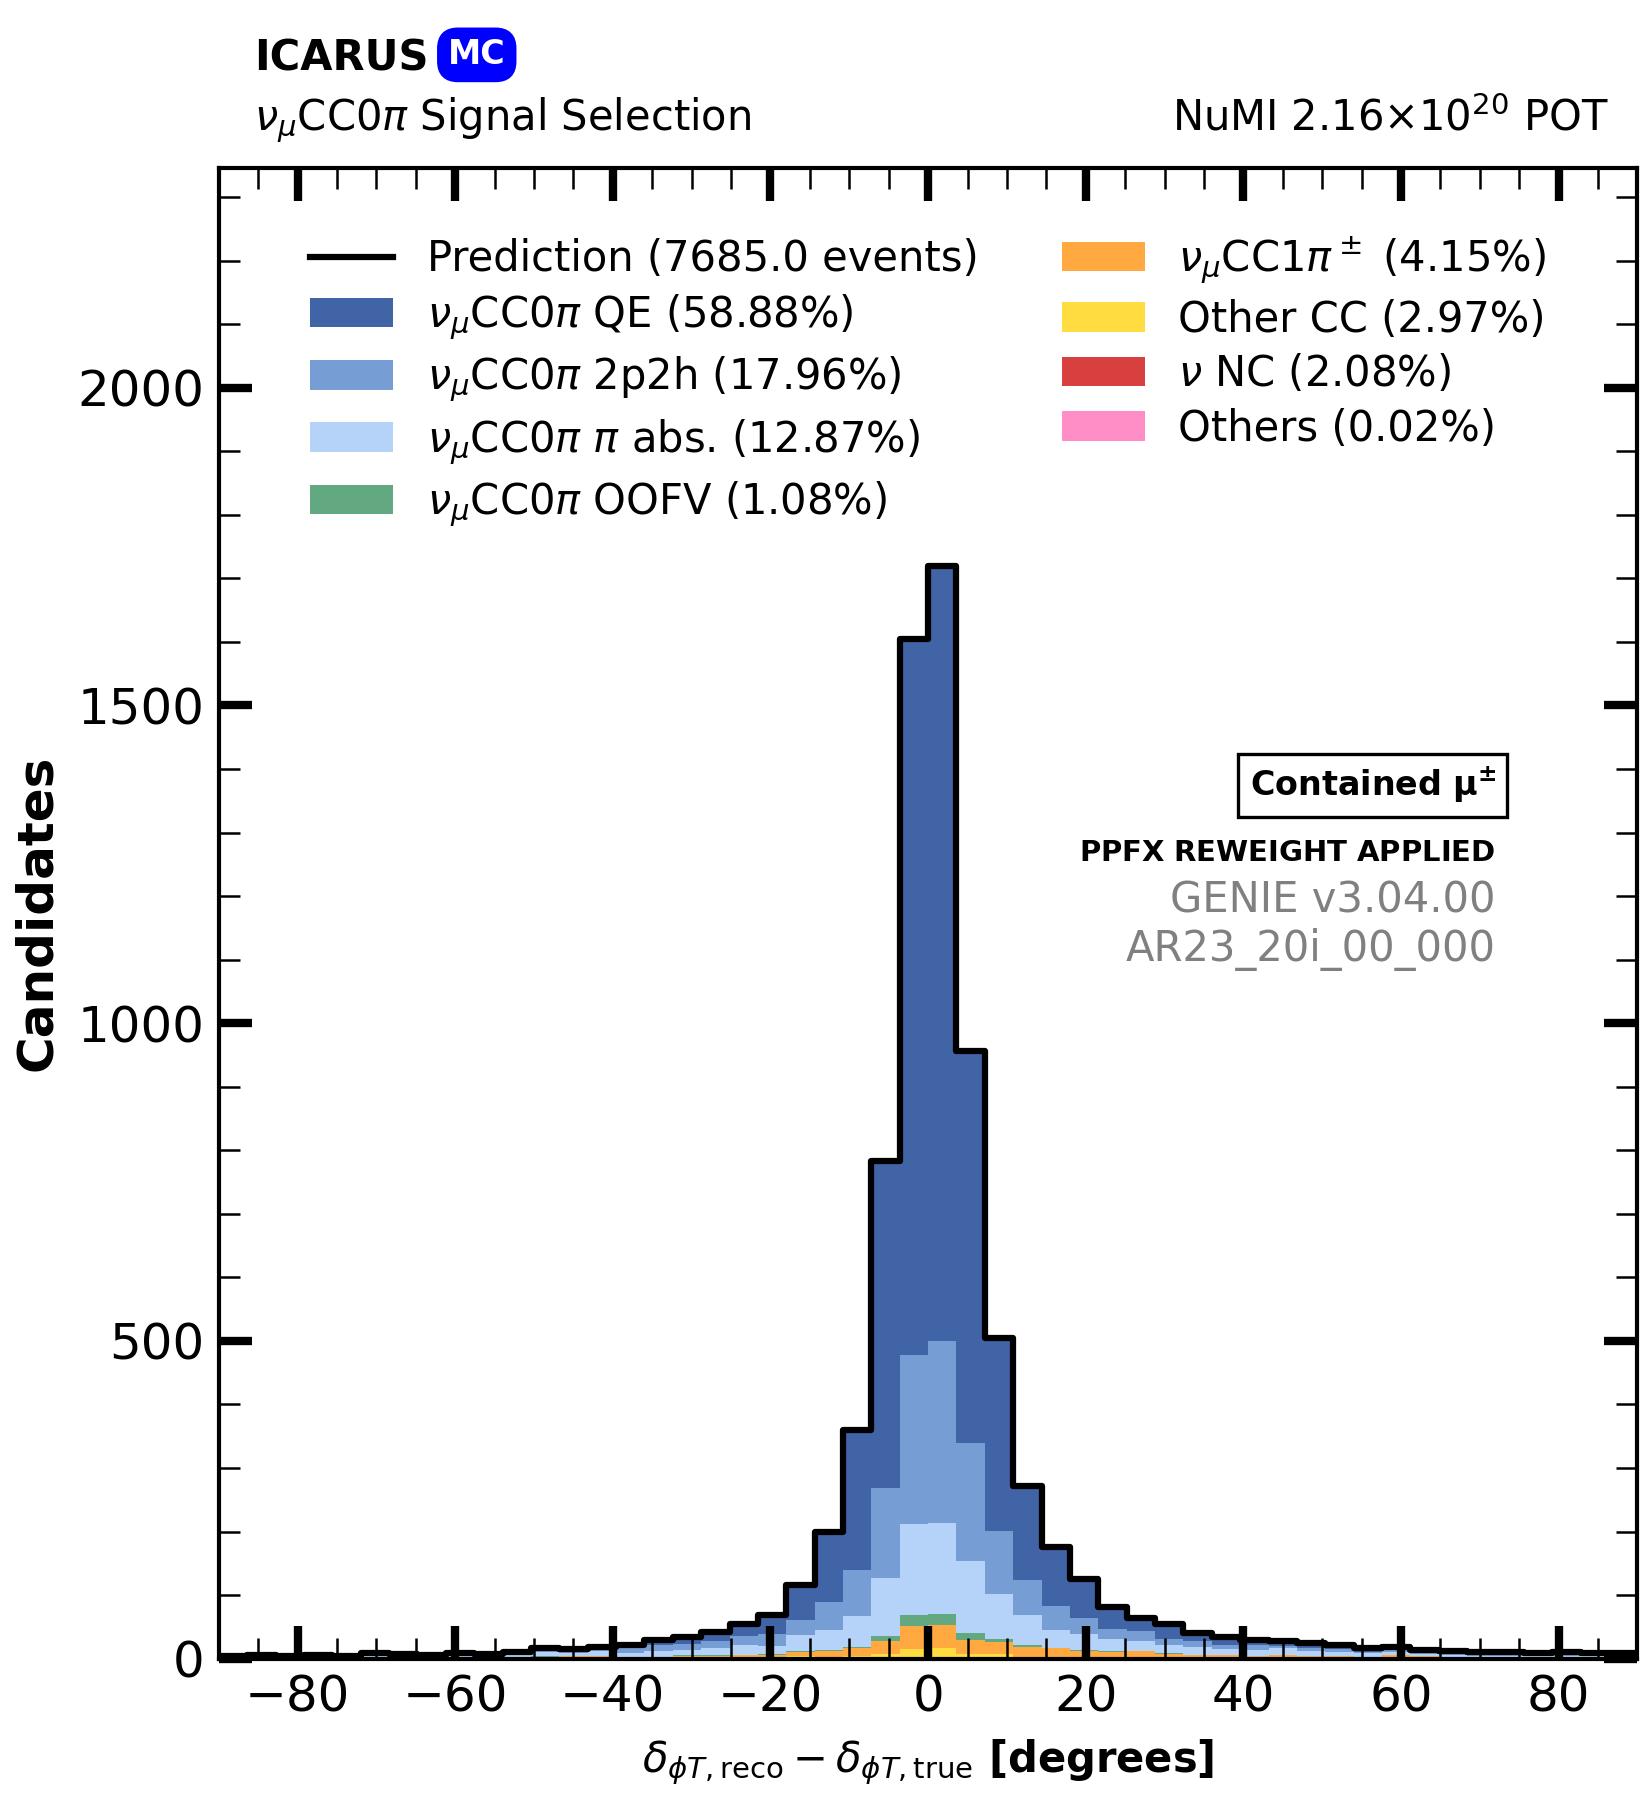 ICARUS MC
νμCC0π Signal Selection
NuMI 2.16×10²⁰ POT
Prediction (7685.0 events)
νμCC0π QE (58.88%)
νμCC0π 2p2h (17.96%)
νμCC0π π abs. (12.87%)
νμCC0π OOFV (1.08%)
νμCC1π± (4.15%)
Other CC (2.97%)
ν NC (2.08%)
Others (0.02%)
Contained μ±
PPFX REWEIGHT APPLIED
GENIE v3.04.00
AR23_20i_00_000
Candidates
2000
1500
1000
500
0
−80 −60 −40 −20 0 20 40 60 80
δϕT, reco − δϕT, true [degrees]